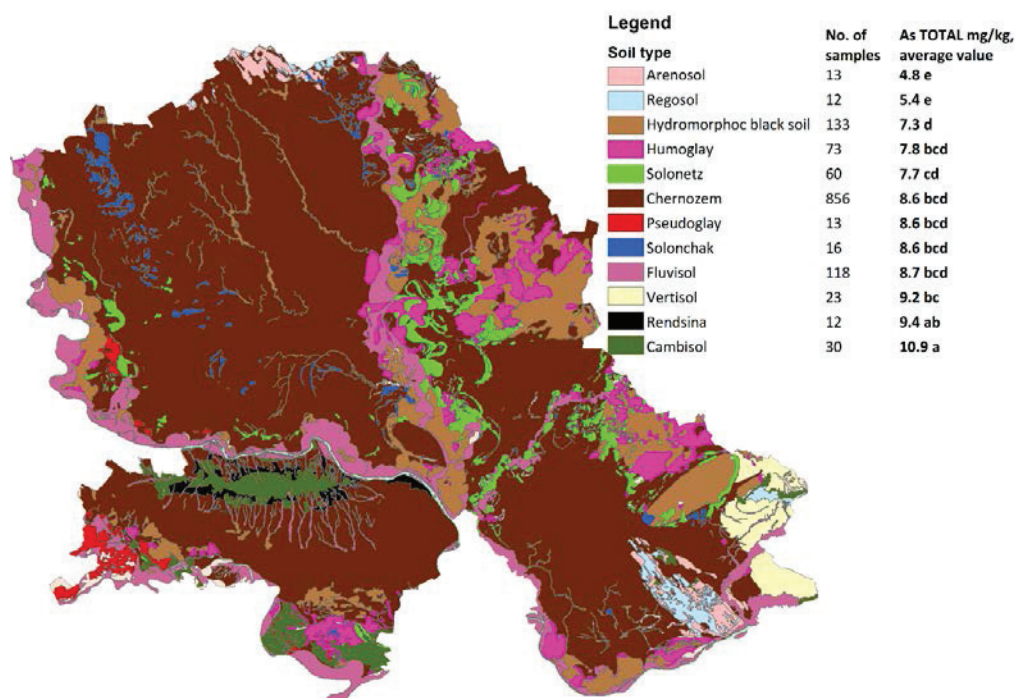 Legend
Soil type No. of samples As TOTAL mg/kg, average value
Arenosol 13 4.8 e
Regosol 12 5.4 e
Hydromorphoc black soil 133 7.3 d
Humoglay 73 7.8 bcd
Solonetz 60 7.7 cd
Chernozem 856 8.6 bcd
Pseudoglay 13 8.6 bcd
Solonchak 16 8.6 bcd
Fluvisol 118 8.7 bcd
Vertisol 23 9.2 bc
Rendsina 12 9.4 ab
Cambisol 30 10.9 a